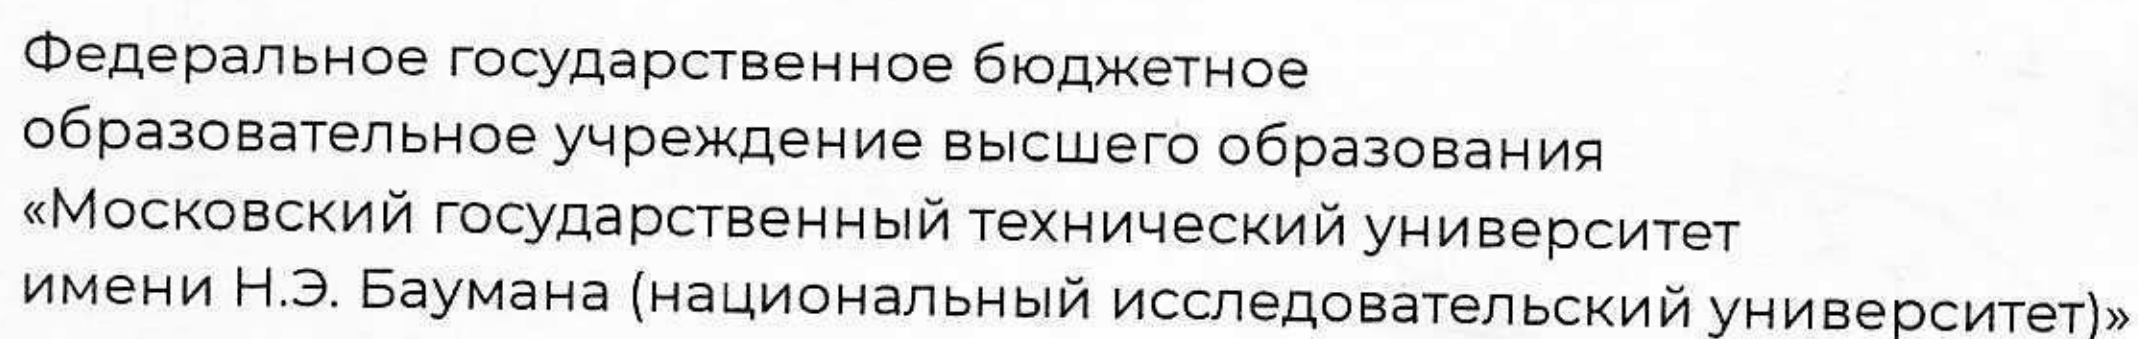 Федеральное государственное бюджетное
образовательное учреждение высшего образования
«Московский государственный технический университет
имени Н.Э. Баумана (национальный исследовательский университет)»